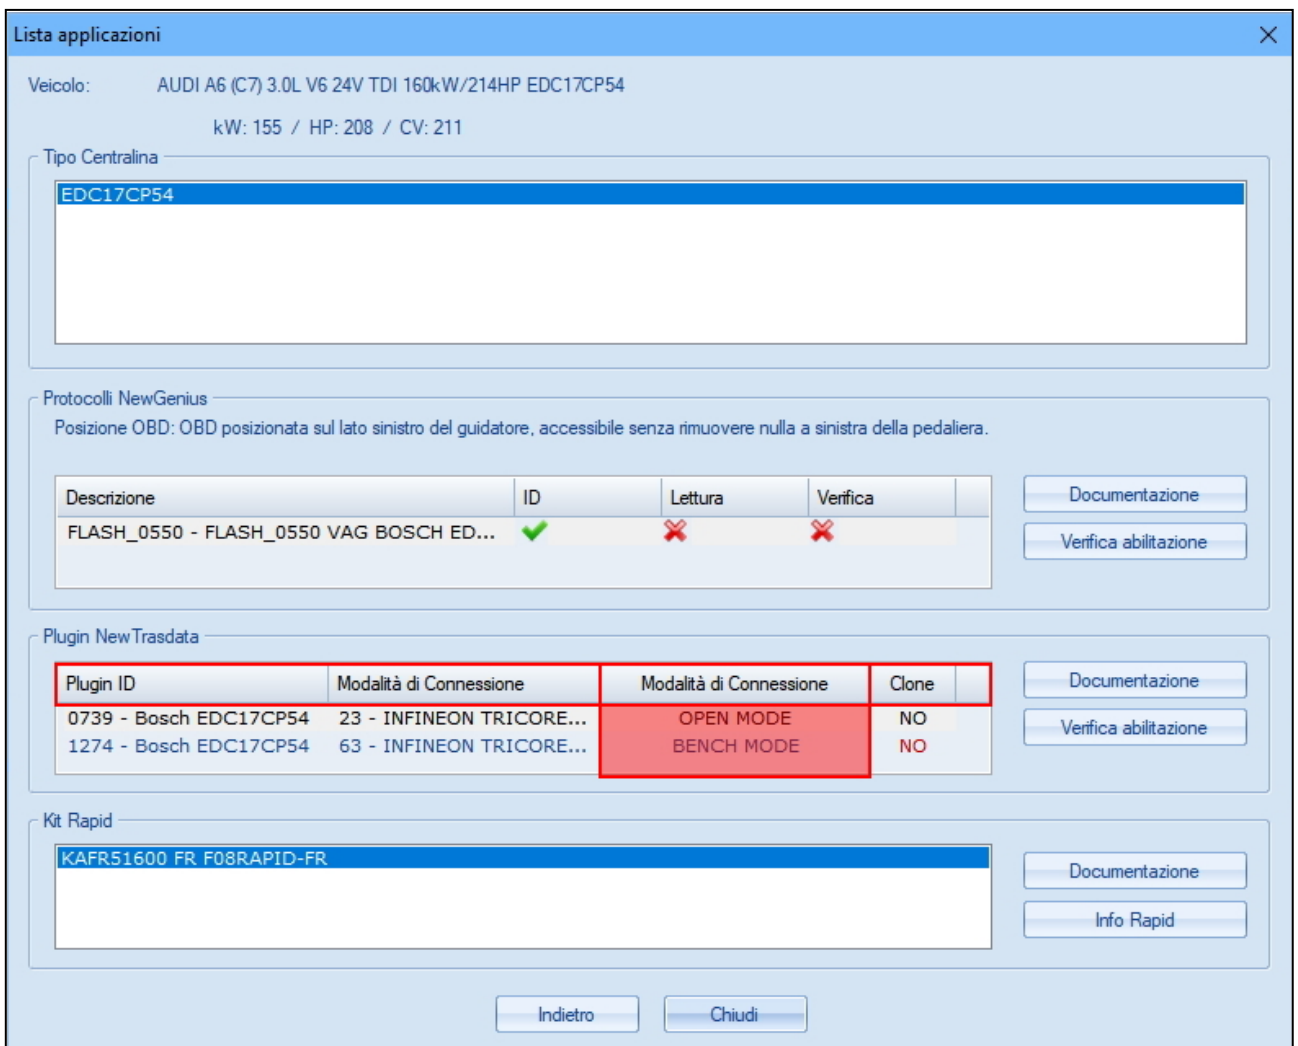 Lista applicazioni
Veicolo: AUDI A6 (C7) 3.0L V6 24V TDI 160kW/214HP EDC17CP54
kW: 155 / HP: 208 / CV: 211
Tipo Centralina
EDC17CP54
Protocolli NewGenius
Posizione OBD: OBD posizionata sul lato sinistro del guidatore, accessibile senza rimuovere nulla a sinistra della pedaliera.
Descrizione ID Lettura Verifica
FLASH_0550 - FLASH_0550 VAG BOSCH ED...
Documentazione
Verifica abilitazione
Plugin NewTrasdata
Plugin ID Modalità di Connessione Modalità di Connessione Clone
0739 - Bosch EDC17CP54 23 - INFINEON TRICORE... OPEN MODE NO
1274 - Bosch EDC17CP54 63 - INFINEON TRICORE... BENCH MODE NO
Documentazione
Verifica abilitazione
Kit Rapid
KAFR51600 FR F08RAPID-FR
Documentazione
Info Rapid
Indietro Chiudi